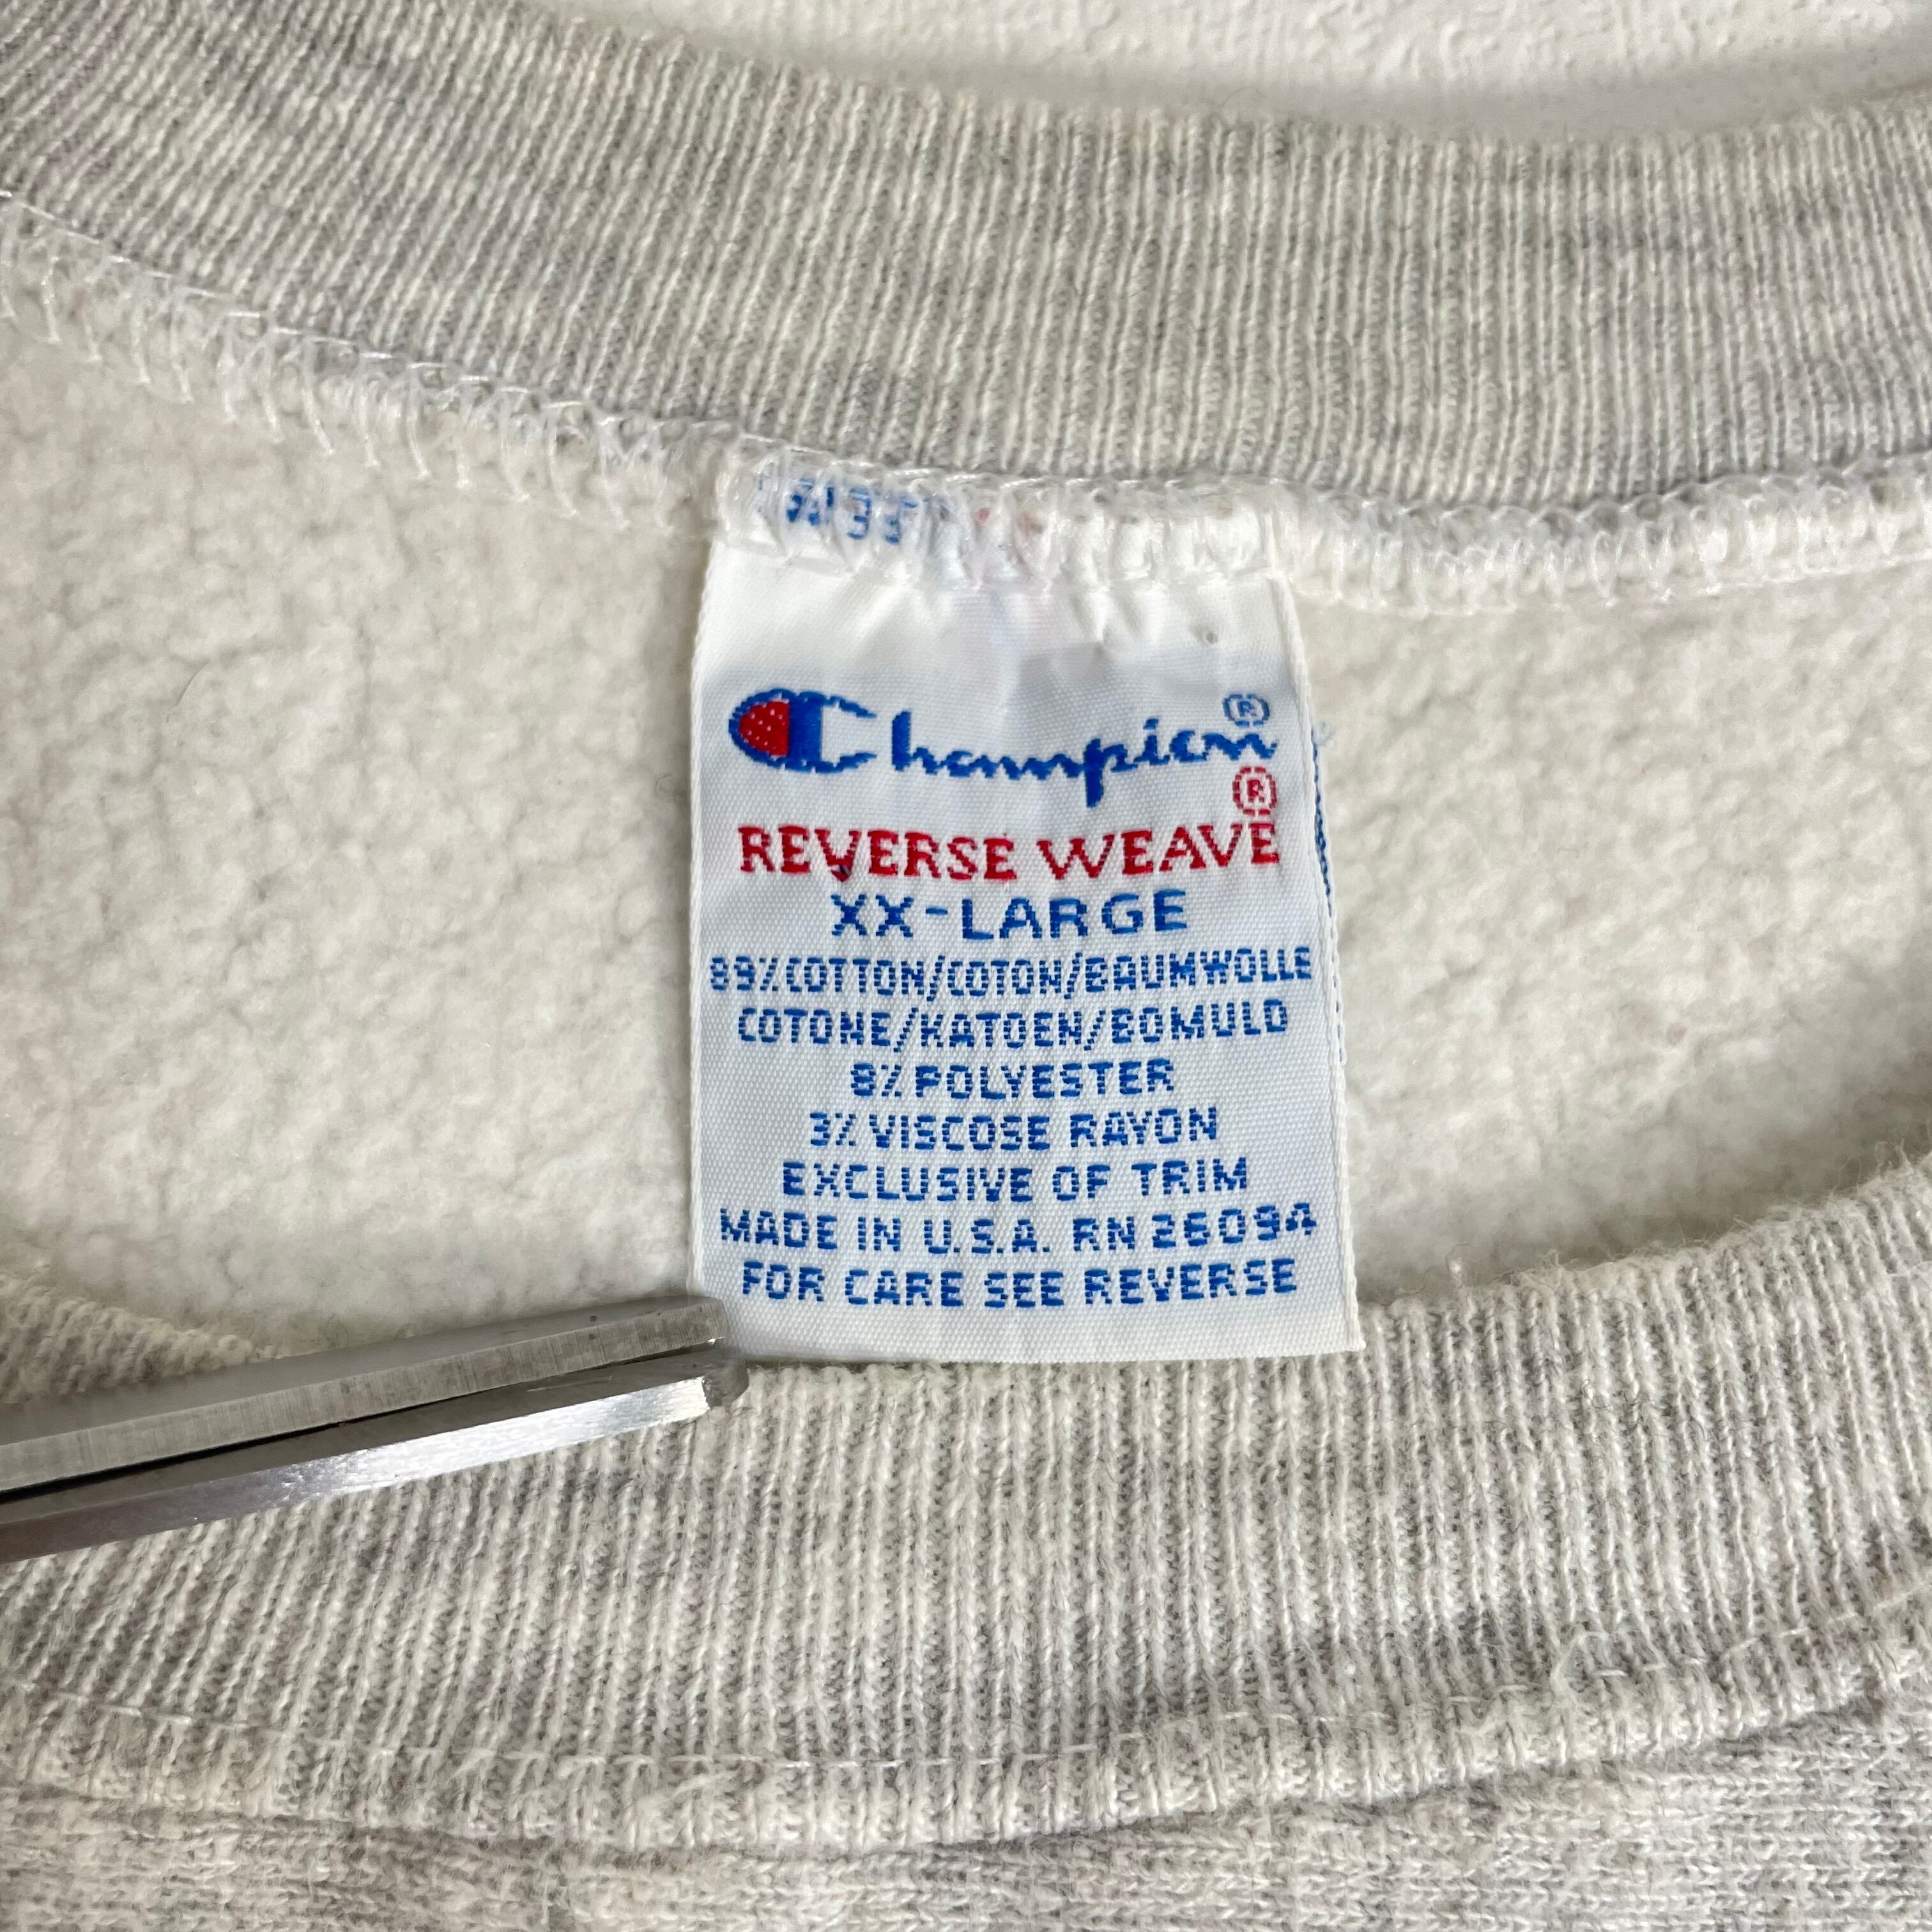 Champion®
®
REVERSE WEAVE
XX-LARGE
89%COTTON/COTON/BAUMWOLLE
COTONE/KATOEN/BOMULD
8% POLYESTER
3% VISCOSE RAYON
EXCLUSIVE OF TRIM
MADE IN U.S.A. RN 26094
FOR CARE SEE REVERSE